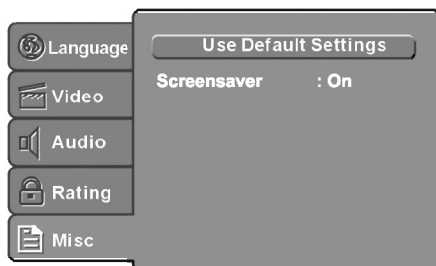 Language
Video
Audio
Rating
Misc
Use Default Settings
Screensaver : On